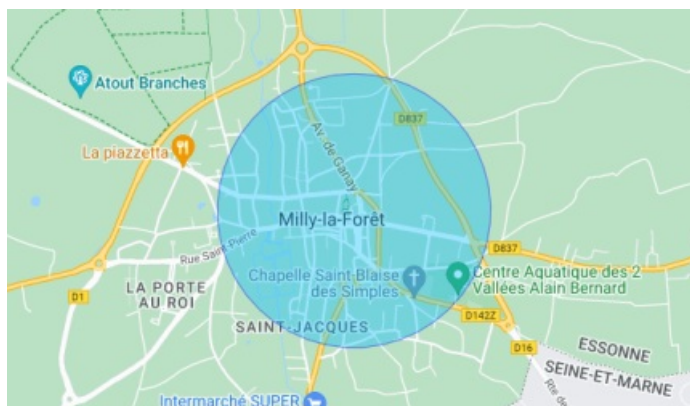 Atout Branches
D837
La piazzetta
Av. de Ganay
Milly-la-Forêt
Rue Saint-Pierre
D837
Chapelle Saint-Blaise
des Simples
Centre Aquatique des 2
Vallées Alain Bernard
LA PORTE
AU ROI
D1
SAINT-JACQUES
D142Z
D16
ESSONNE
SEINE-ET-MARNE
Rte de
Intermarché SUPER